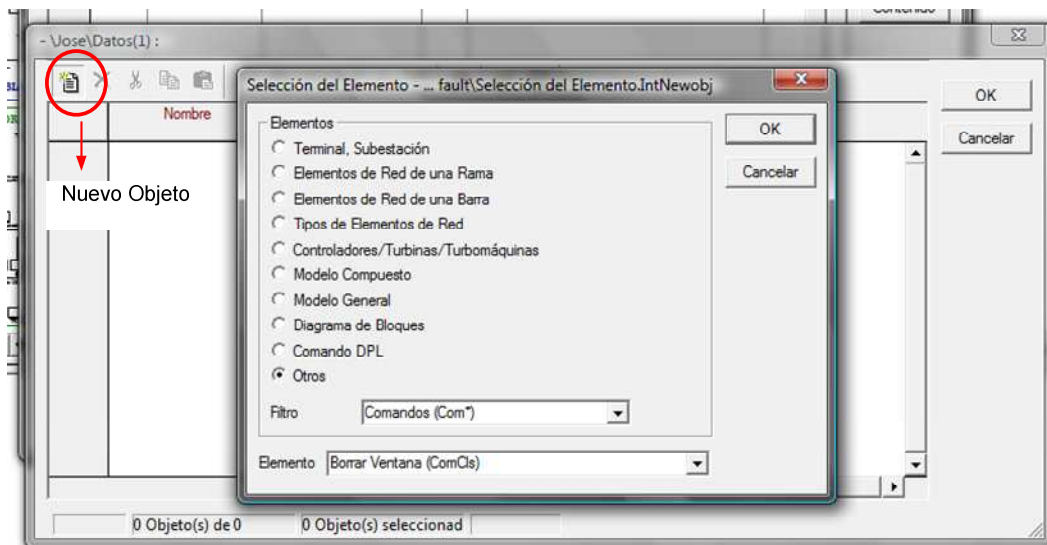 Contenido
- \Jose\Datos(1) :
Nombre
Nuevo Objeto
Selección del Elemento - ... fault\Selección del Elemento.IntNewobj
Elementos
Terminal, Subestación
Elementos de Red de una Rama
Elementos de Red de una Barra
Tipos de Elementos de Red
Controladores/Turbinas/Turbomáquinas
Modelo Compuesto
Modelo General
Diagrama de Bloques
Comando DPL
Otros
Filtro
Comandos (Com*)
Elemento
Borrar Ventana (ComCls)
OK
Cancelar
OK
Cancelar
0 Objeto(s) de 0
0 Objeto(s) seleccionad